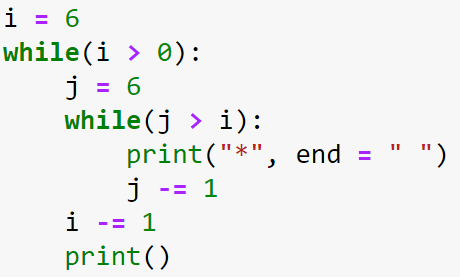 i = 6
while(i > 0):
    j = 6
    while(j > i):
        print("*", end = " ")
        j -= 1
    i -= 1
    print()